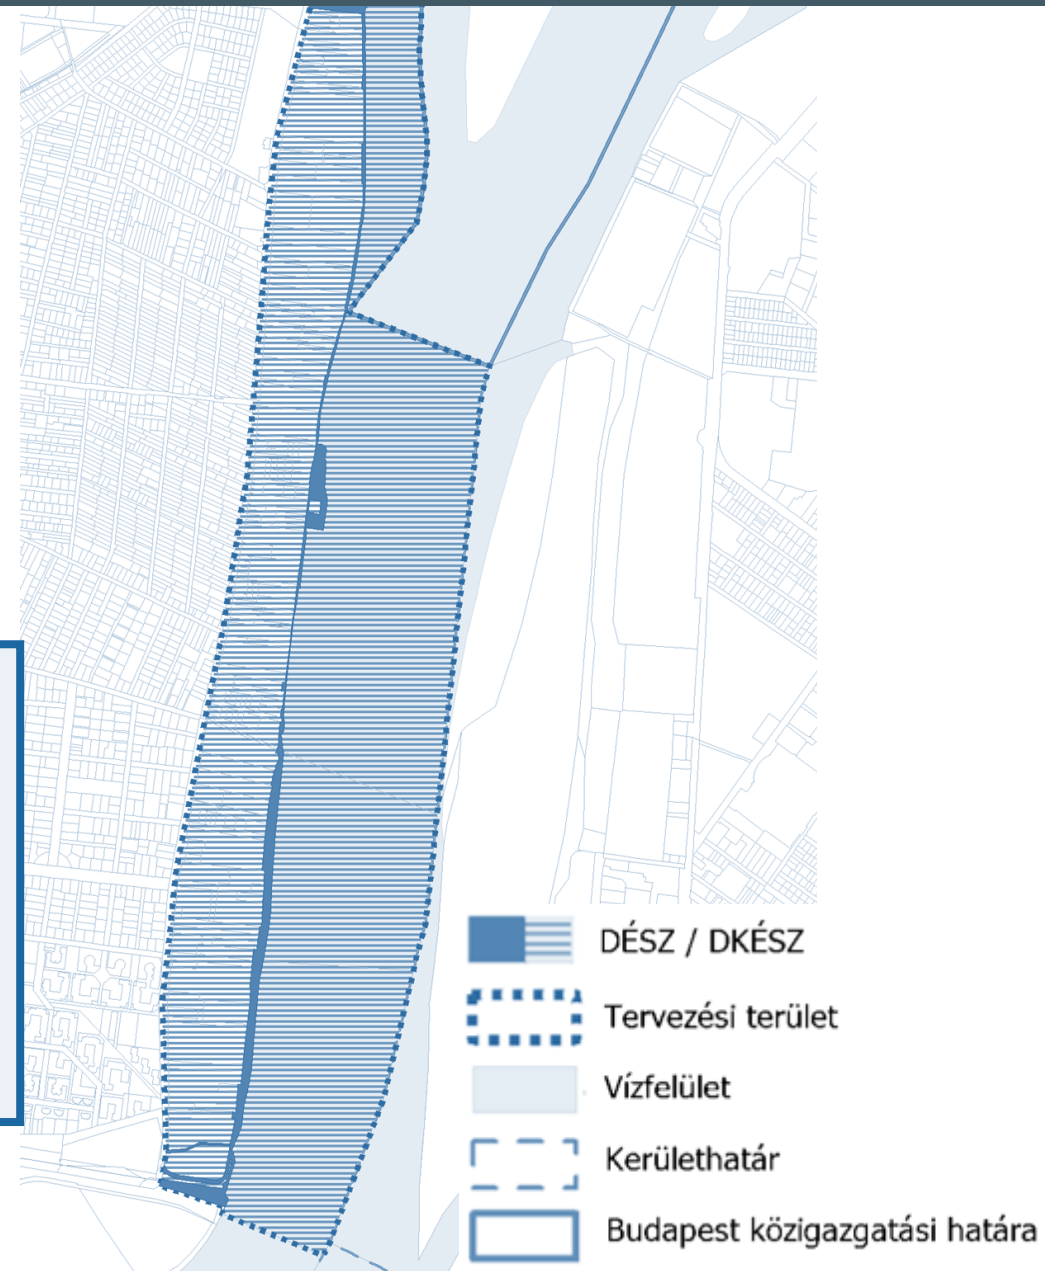 DÉSZ / DKÉSZ
Tervezési terület
Vízfelület
Kerülethatár
Budapest közigazgatási határa